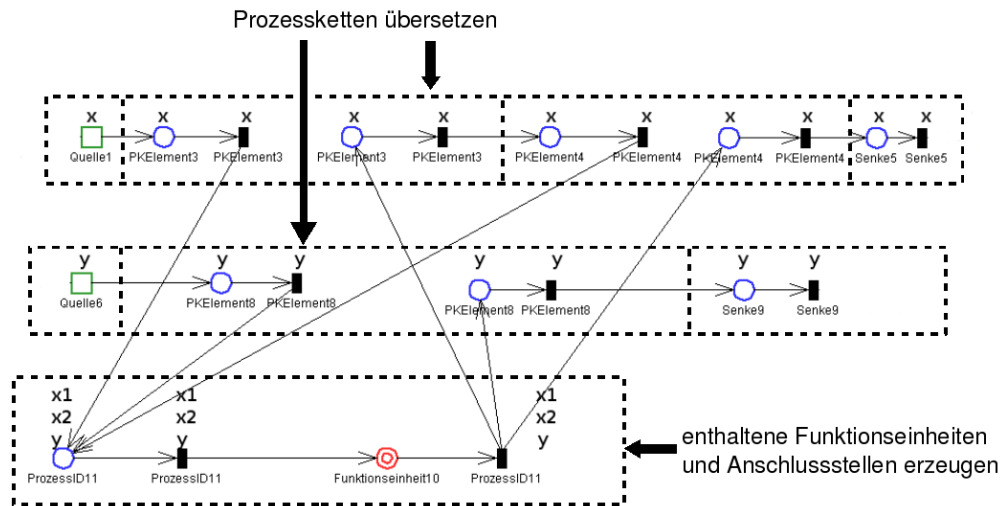 Prozessketten übersetzen
x x x x x x x x x x
Quelle1 PKElement3 PKElement3 PKElement3 PKElement3 PKElement4 PKElement4 PKElement4 PKElement4 Senke5 Senke5
y y y y y y y
Quelle6 PKElement8 PKElement8 PKElement8 PKElement8 Senke9 Senke9
x1 x1 x1
x2 x2 x2
y y y
enthaltene Funktionseinheiten
und Anschlussstellen erzeugen
ProzessID11 ProzessID11 Funktionseinheit10 ProzessID11